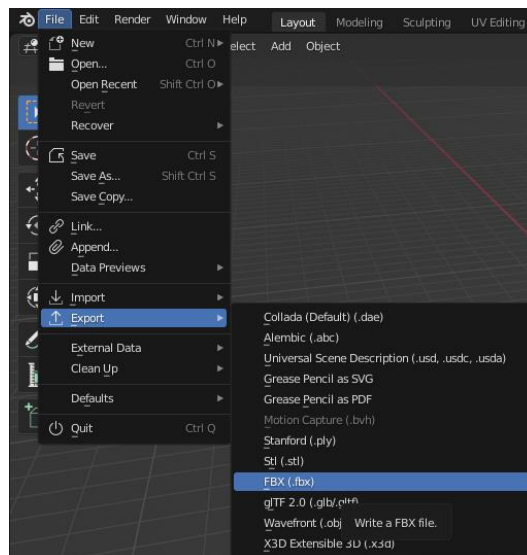 File Edit Render Window Help Layout Modeling Sculpting UV Editing
elect Add Object
New Ctrl N
Open... Ctrl O
Open Recent Shift Ctrl O
Revert
Recover
Save Ctrl S
Save As... Shift Ctrl S
Save Copy...
Link...
Append...
Data Previews
Import
Export
External Data
Clean Up
Defaults
Quit Ctrl Q
Collada (Default) (.dae)
Alembic (.abc)
Universal Scene Description (.usd, .usdc, .usda)
Grease Pencil as SVG
Grease Pencil as PDF
Motion Capture (.bvh)
Stanford (.ply)
Stl (.stl)
FBX (.fbx)
glTF 2.0 (.glb/.gltf)
Wavefront (.obj
Write a FBX file.
X3D Extensible 3D (.x3d)